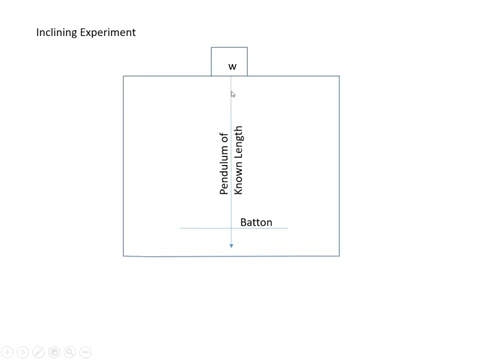 Inclining Experiment
w
Pendulum of
Known Length
Batton